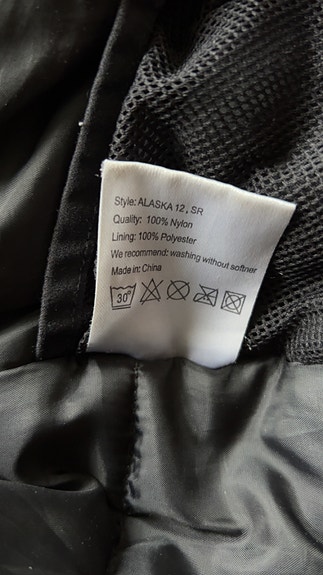 Style: ALASKA 12 , SR
Quality: 100% Nylon
Lining: 100% Polyester
We recommend: washing without softner
Made in: China
30°